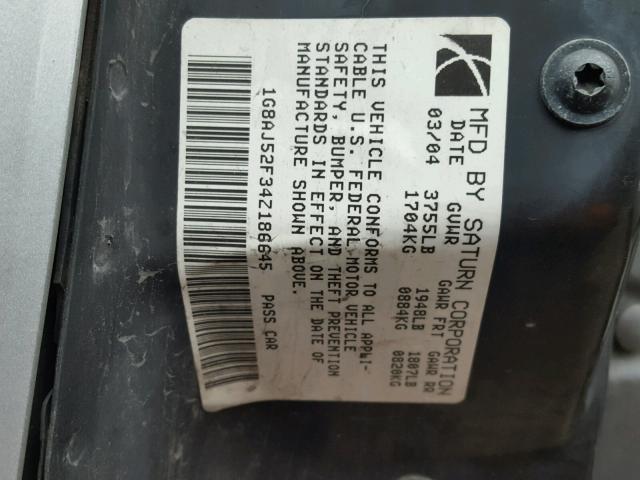 MFD BY SATURN CORPORATION
DATE GVWR GAWR FRT GAWR RR
03/04 3755LB 1948LB 1807LB
1704KG 0884KG 0820KG
THIS VEHICLE CONFORMS TO ALL APPLI-
CABLE U.S. FEDERAL MOTOR VEHICLE
SAFETY, BUMPER, AND THEFT PREVENTION
STANDARDS IN EFFECT ON THE DATE OF
MANUFACTURE SHOWN ABOVE.
1G8AJ52F34Z186645 PASS CAR